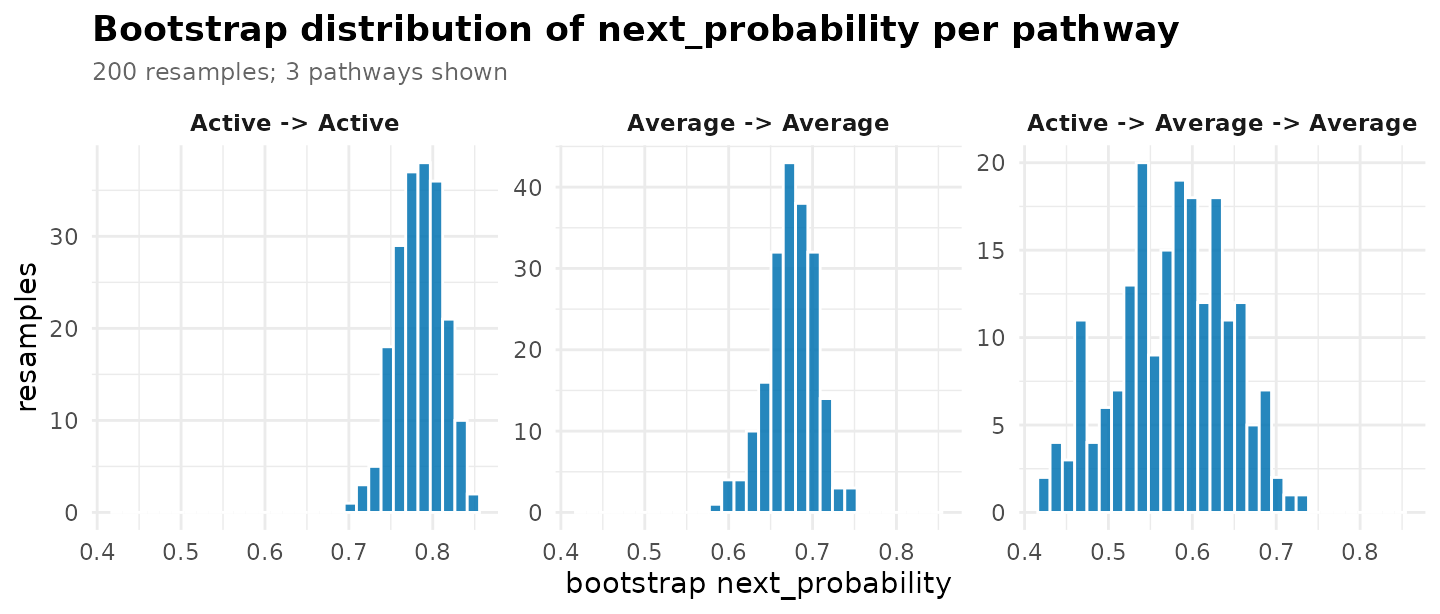 Bootstrap distribution of next_probability per pathway
200 resamples; 3 pathways shown
Active -> Active
Average -> Average
Active -> Average -> Average
resamples
30
20
10
0
40
30
20
10
0
20
15
10
5
0
0.4 0.5 0.6 0.7 0.8
0.4 0.5 0.6 0.7 0.8
0.4 0.5 0.6 0.7 0.8
bootstrap next_probability